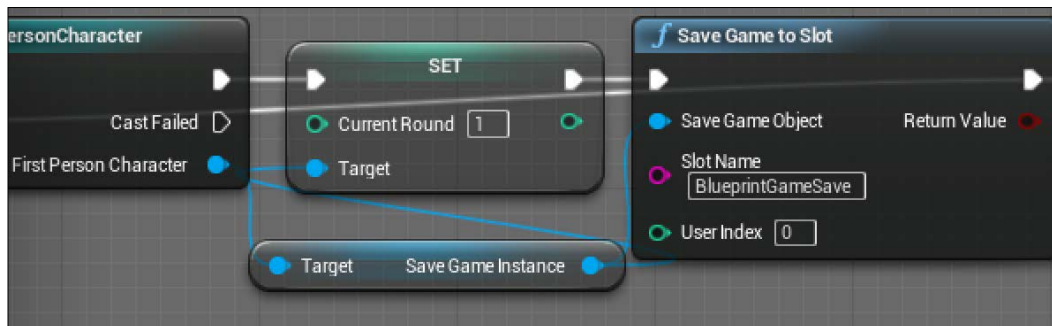 ersonCharacter
Cast Failed
First Person Character
SET
Current Round 1
Target
Target Save Game Instance
f Save Game to Slot
Save Game Object Return Value
Slot Name
BlueprintGameSave
User Index 0